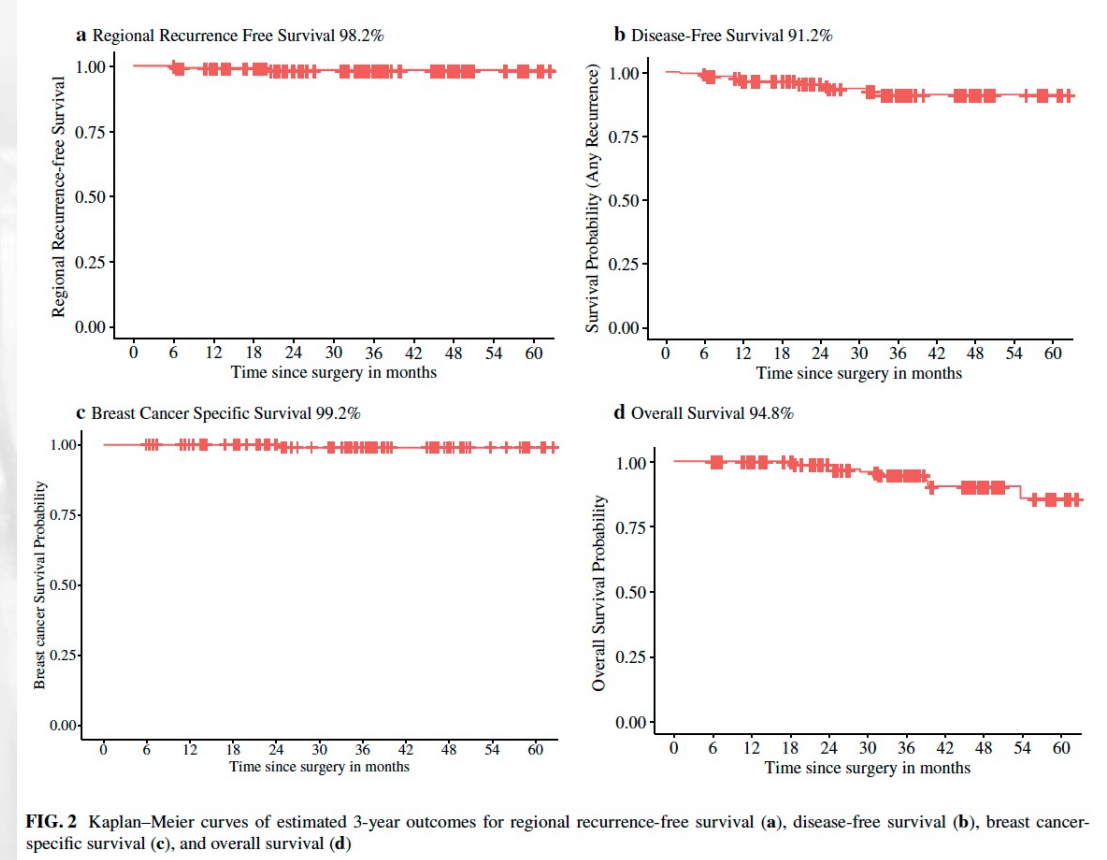 a Regional Recurrence Free Survival 98.2%
Regional Recurrence-free Survival
1.00
0.75
0.50
0.25
0.00
0 6 12 18 24 30 36 42 48 54 60
Time since surgery in months
b Disease-Free Survival 91.2%
Survival Probability (Any Recurrence)
1.00
0.75
0.50
0.25
0.00
0 6 12 18 24 30 36 42 48 54 60
Time since surgery in months
c Breast Cancer Specific Survival 99.2%
Breast cancer Survival Probability
1.00
0.75
0.50
0.25
0.00
0 6 12 18 24 30 36 42 48 54 60
Time since surgery in months
d Overall Survival 94.8%
Overall Survival Probability
1.00
0.75
0.50
0.25
0.00
0 6 12 18 24 30 36 42 48 54 60
Time since surgery in months
FIG. 2 Kaplan–Meier curves of estimated 3-year outcomes for regional recurrence-free survival (a), disease-free survival (b), breast cancer-
specific survival (c), and overall survival (d)